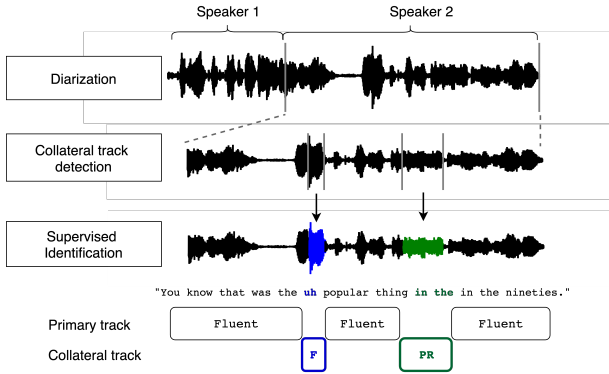 Speaker 1 Speaker 2
Diarization
Collateral track
detection
Supervised
Identification
"You know that was the uh popular thing in the in the nineties."
Primary track Fluent Fluent Fluent
Collateral track F PR